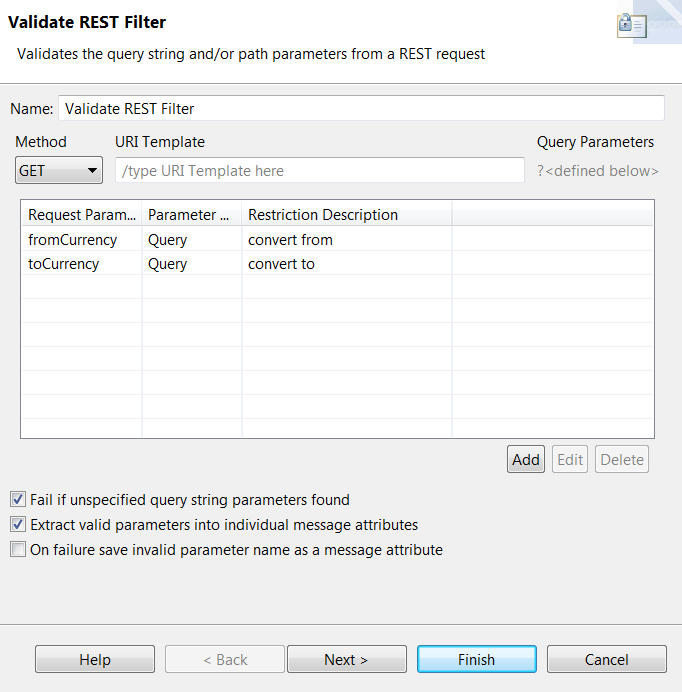 Validate REST Filter
Validates the query string and/or path parameters from a REST request
Name: Validate REST Filter
Method URI Template Query Parameters
GET /type URI Template here ?<defined below>
Request Param... Parameter ... Restriction Description
fromCurrency Query convert from
toCurrency Query convert to
Add Edit Delete
Fail if unspecified query string parameters found
Extract valid parameters into individual message attributes
On failure save invalid parameter name as a message attribute
Help < Back Next > Finish Cancel